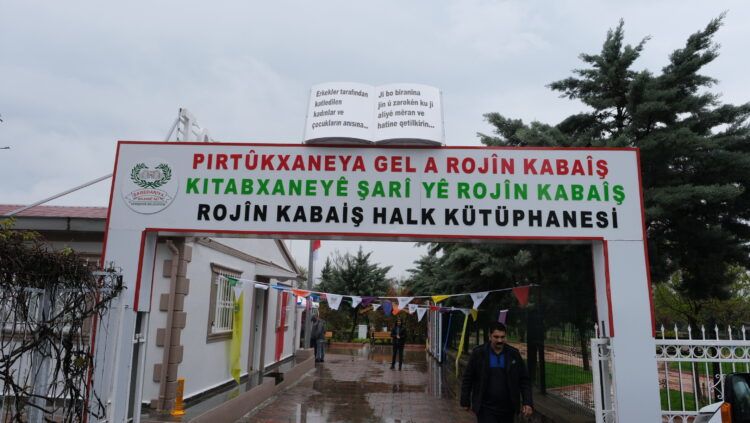 Erkekler tarafından
katledilen
kadınlar ve
çocukların anısına...
Ji bo bîranîna
jin û zarokên ku ji
aliyê mêran ve
hatine qetilkirin...
PIRTÛKXANEYA GEL A ROJÎN KABAÎŞ
KITABXANEYÊ ŞARÎ YÊ ROJÎN KABAÎŞ
ROJÎN KABAİŞ HALK KÜTÜPHANESİ